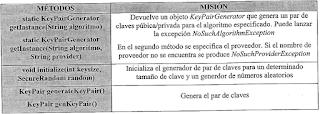 MÉTODOS
MISIÓN
static KeyPairGenerator
getInstance(String algoritmo)
static KeyPairGenerator
getInstance(String algoritmo,
String provider)
Devuelve un objeto KeyPairGenerator que genera un par de
claves pública/privada para el algoritmo especificado. Puede lanzar
la excepción NoSuchAlgorithmException
En el segundo método se especifica el proveedor. Si el nombre de
proveedor no se encuentra se produce NoSuchProviderException
void initialize(int keysize,
SecureRandom random)
Inicializa el generador de par de claves para un determinado
tamaño de clave y un generador de números aleatorios
KeyPair generateKeyPair()
KeyPair genKeyPair()
Genera el par de claves